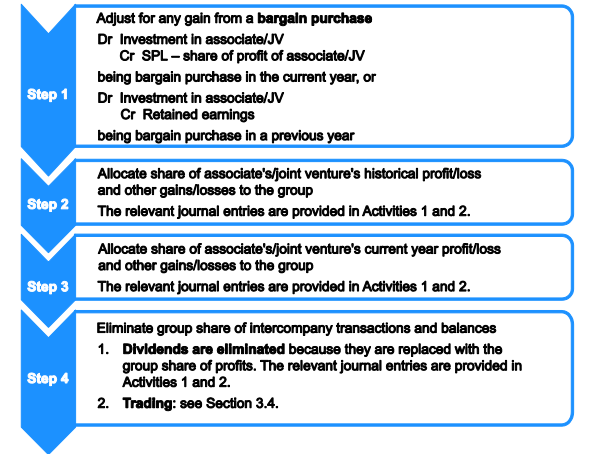 Step 1
Adjust for any gain from a bargain purchase
Dr Investment in associate/JV
Cr SPL – share of profit of associate/JV
being bargain purchase in the current year, or
Dr Investment in associate/JV
Cr Retained earnings
being bargain purchase in a previous year
Step 2
Allocate share of associate's/joint venture's historical profit/loss
and other gains/losses to the group
The relevant journal entries are provided in Activities 1 and 2.
Step 3
Allocate share of associate's/joint venture's current year profit/loss
and other gains/losses to the group
The relevant journal entries are provided in Activities 1 and 2.
Step 4
Eliminate group share of intercompany transactions and balances
1. Dividends are eliminated because they are replaced with the
group share of profits. The relevant journal entries are provided in
Activities 1 and 2.
2. Trading: see Section 3.4.